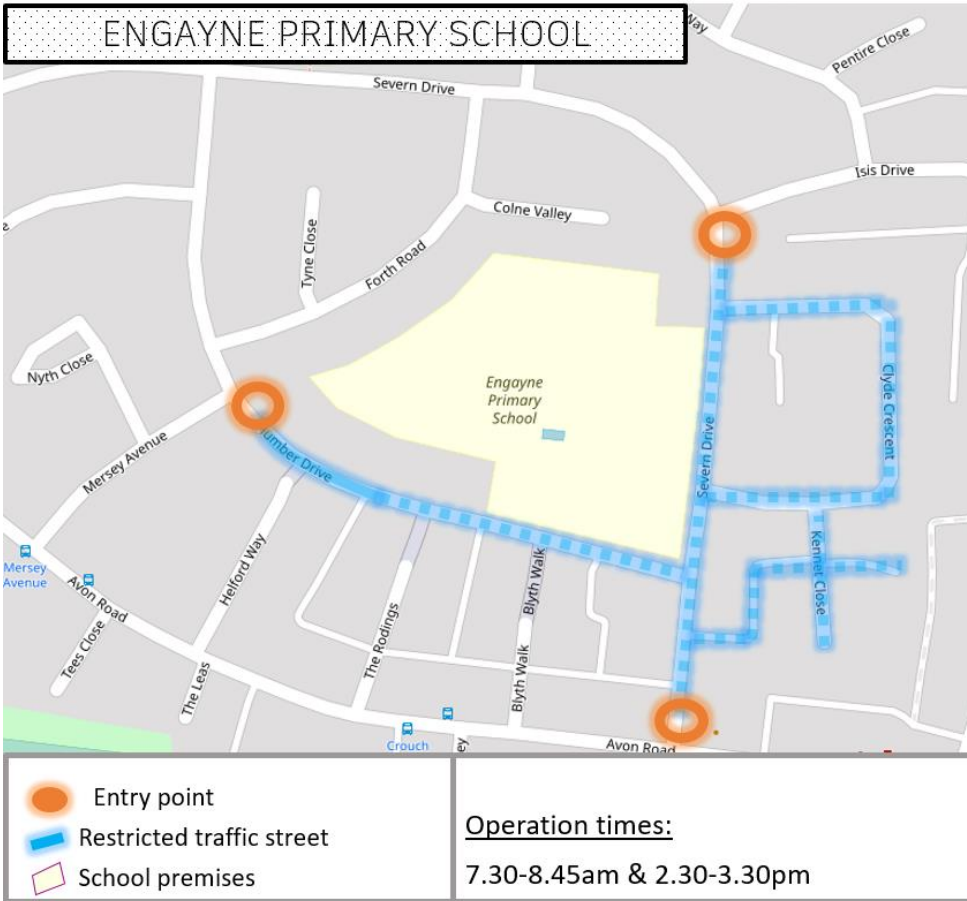 ENGAYNE PRIMARY SCHOOL
Way
Pentire Close
Severn Drive
Isis Drive
Colne Valley
Tyne Close
Forth Road
Nyth Close
Engayne
Primary
School
Clyde Crescent
Mersey Avenue
umber Drive
Severn Drive
Helford Way
Kennet Close
Mersey
Avenue
Avon Road
Blyth Walk
Tees Close
The Rodings
The Leas
Blyth Walk
Crouch
ey
Avon Road
Entry point
Restricted traffic street
School premises
Operation times:
7.30-8.45am & 2.30-3.30pm